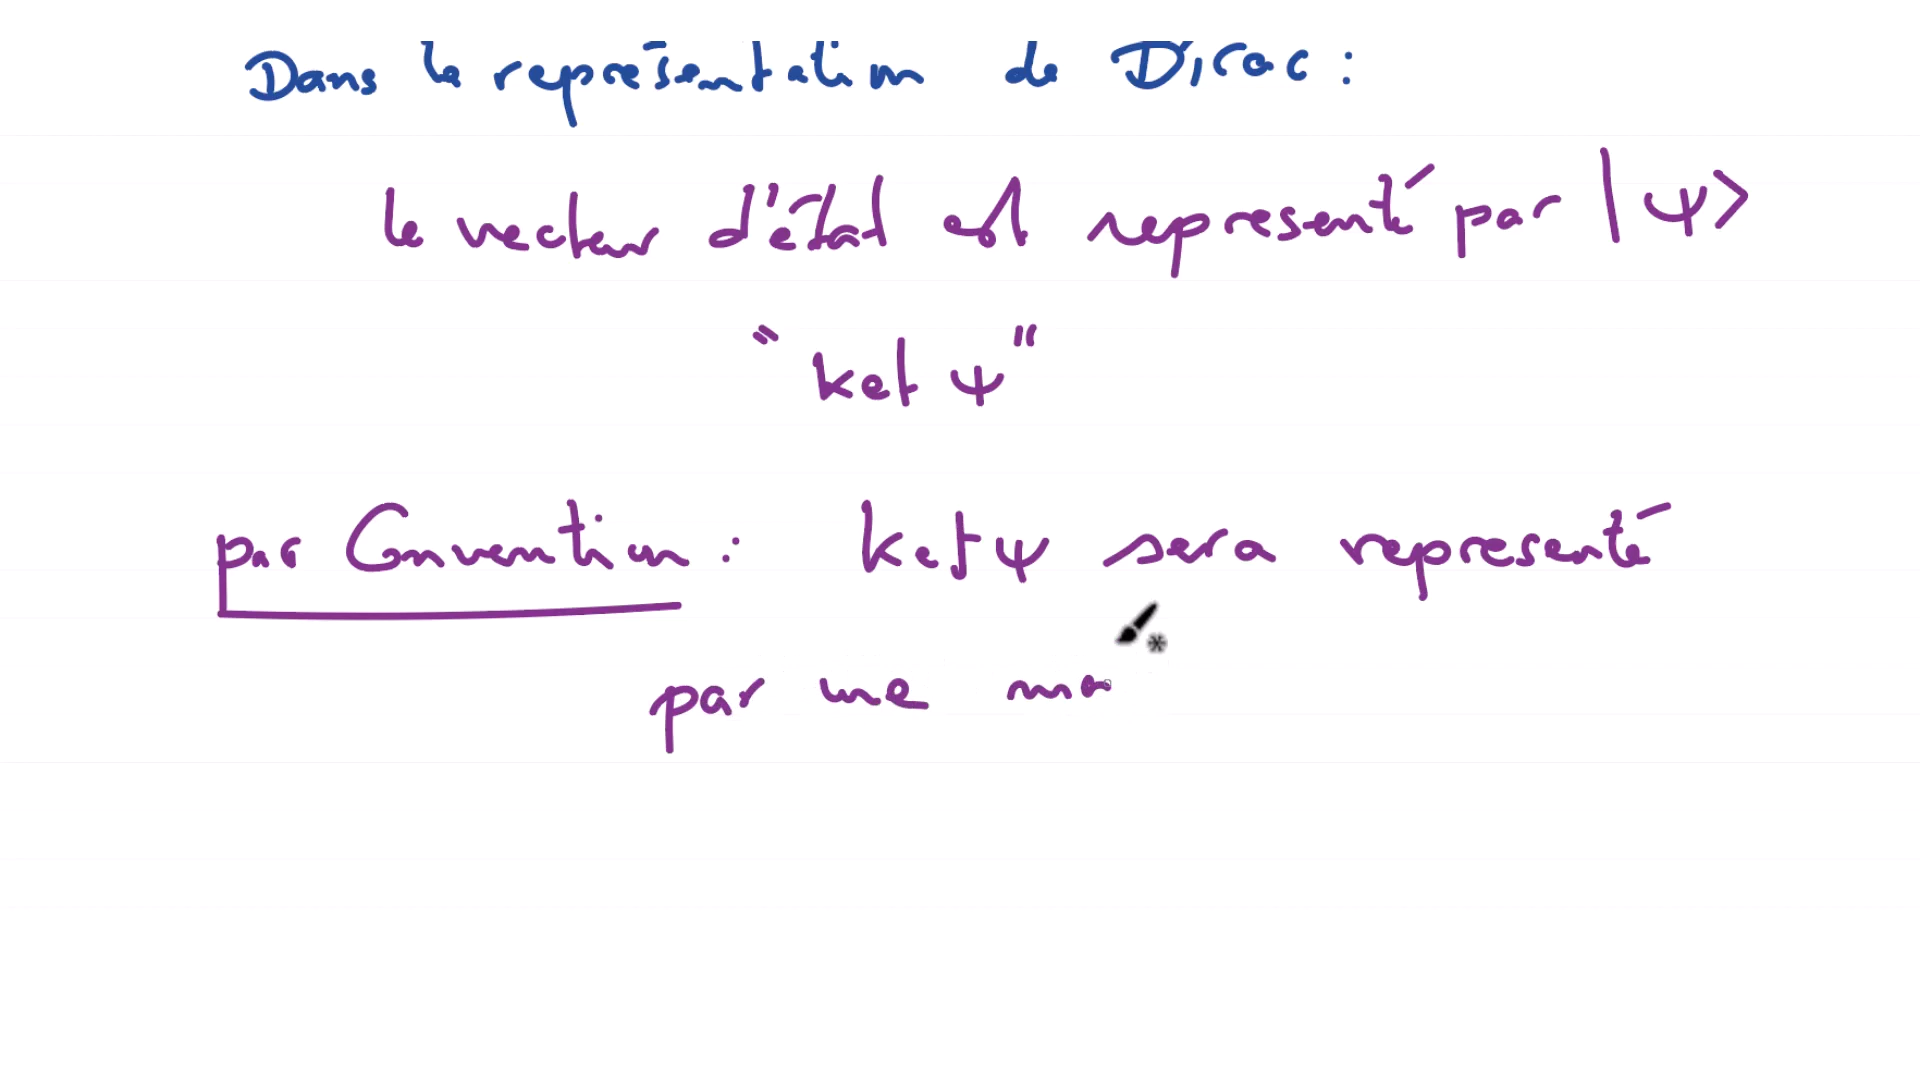 Dans la représentation de Dirac :
le vecteur d'état est representé par |ψ>
"ket ψ"
par Convention : ket ψ sera representé
par une ma